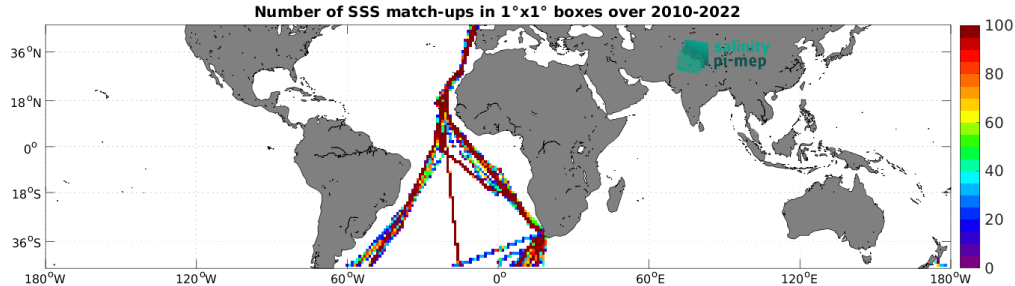 Number of SSS match-ups in 1°x1° boxes over 2010-2022
36°N
18°N
0°
18°S
36°S
180°W
120°W
60°W
0°
60°E
120°E
180°W
100
80
60
40
20
0
salinity
pi-mep